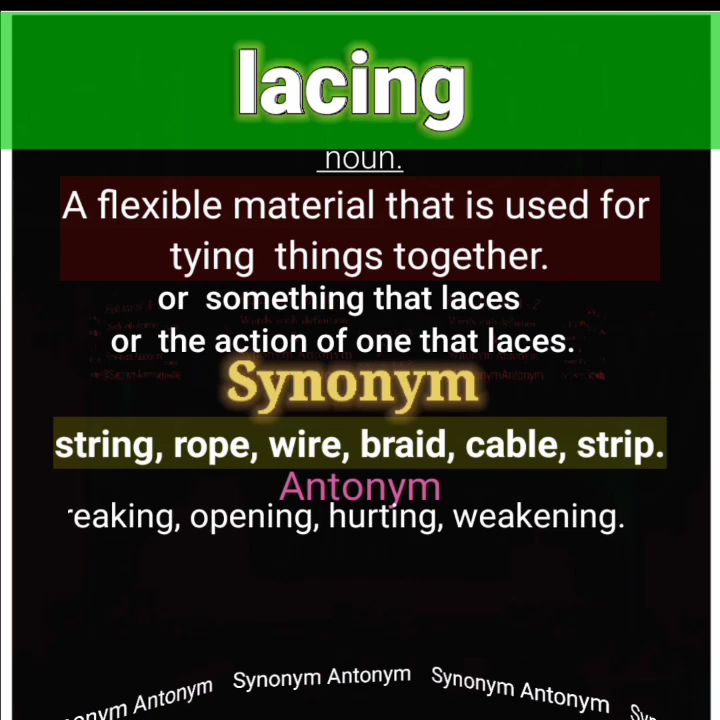 lacing
noun.
A flexible material that is used for
tying things together.
or something that laces
or the action of one that laces.
Synonym
string, rope, wire, braid, cable, strip.
Antonym
reaking, opening, hurting, weakening.
onym Antonym Synonym Antonym Synonym Antonym